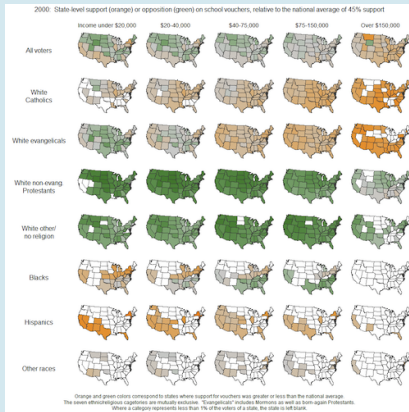 2000: State-level support (orange) or opposition (green) on school vouchers, relative to the national average of 45% support
Income under $20,000
$20-40,000
$40-75,000
$75-150,000
Over $150,000
All voters
White
Catholics
White evangelicals
White non-evang.
Protestants
White other/
no religion
Blacks
Hispanics
Other races
Orange and green colors correspond to states where support for vouchers was greater or less than the national average.
The seven ethnic/religious cagetories are mutually exclusive. "Evangelicals" includes Mormons as well as born-again Protestants.
Where a category represents less than 1% of the voters of a state, the state is left blank.